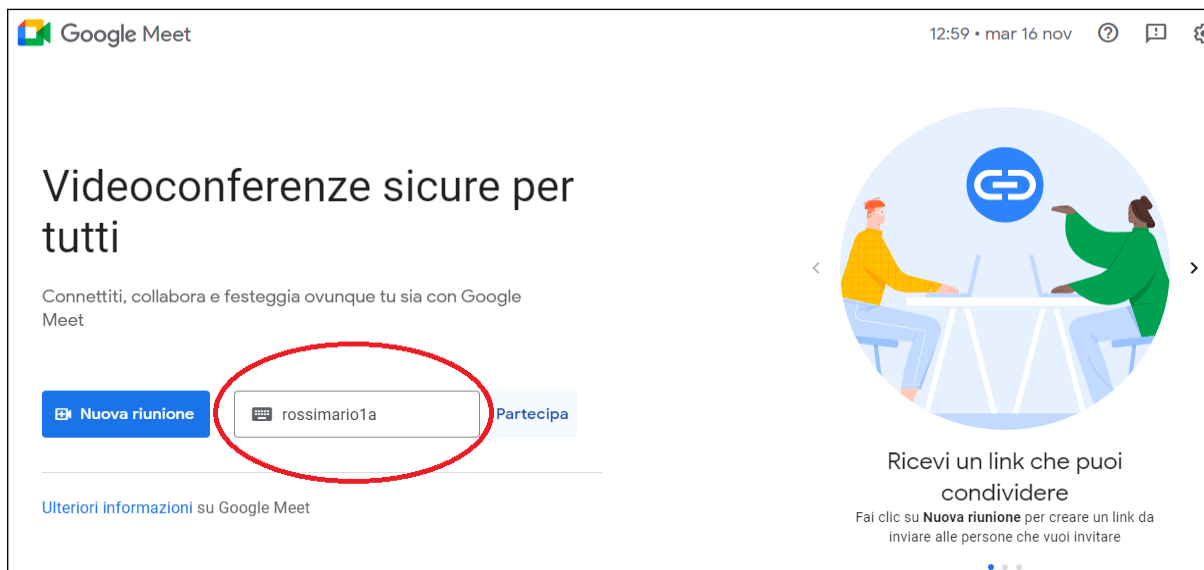 Google Meet
12:59 • mar 16 nov
Videoconferenze sicure per
tutti
Connettiti, collabora e festeggia ovunque tu sia con Google
Meet
Nuova riunione
rossimario1a
Partecipa
Ulteriori informazioni su Google Meet
Ricevi un link che puoi
condividere
Fai clic su Nuova riunione per creare un link da
inviare alle persone che vuoi invitare